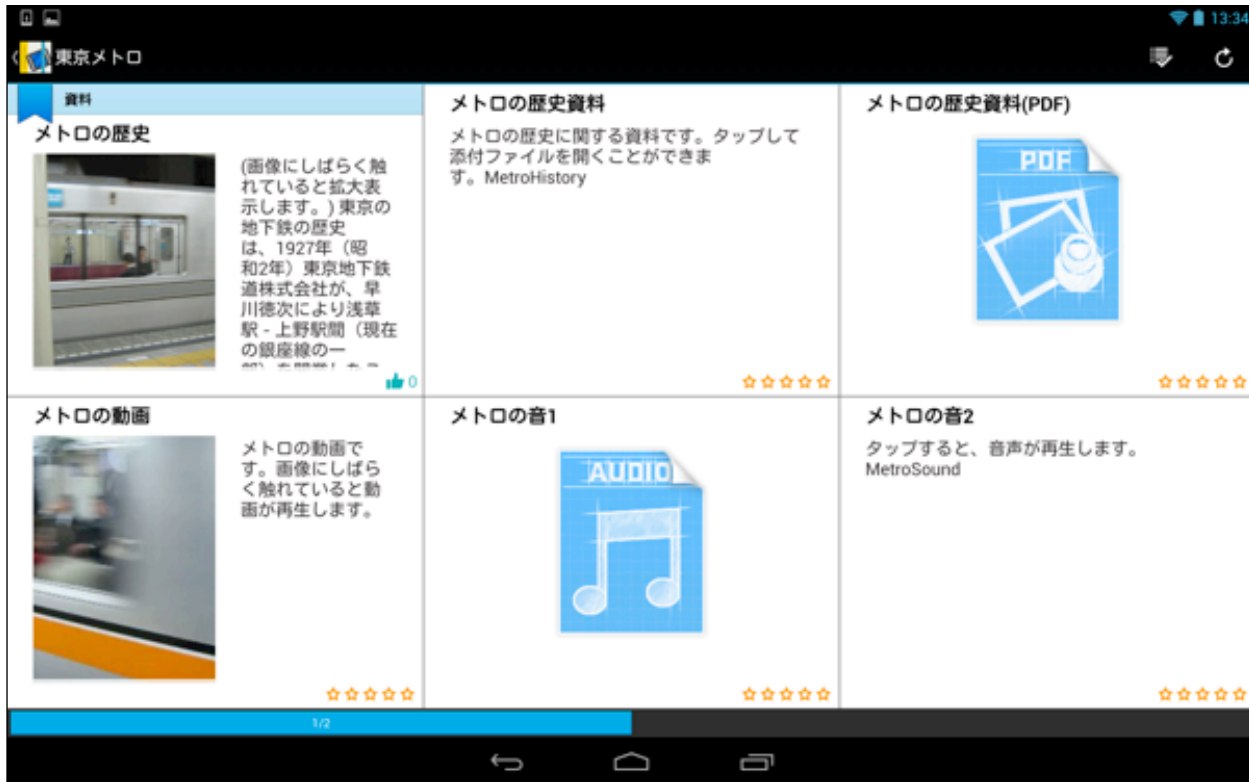 13:34
東京メトロ
資料
メトロの歴史
(画像にしばらく触
れていると拡大表
示します。) 東京の
地下鉄の歴史
は、1927年（昭
和2年）東京地下鉄
道株式会社が、早
川徳次により浅草
駅 - 上野駅間（現在
の銀座線の一
0
メトロの歴史資料
メトロの歴史に関する資料です。タップして
添付ファイルを開くことができま
す。MetroHistory
メトロの歴史資料(PDF)
PDF
メトロの動画
メトロの動画で
す。画像にしばら
く触れていると動
画が再生します。
メトロの音1
AUDIO
メトロの音2
タップすると、音声が再生します。
MetroSound
1/2